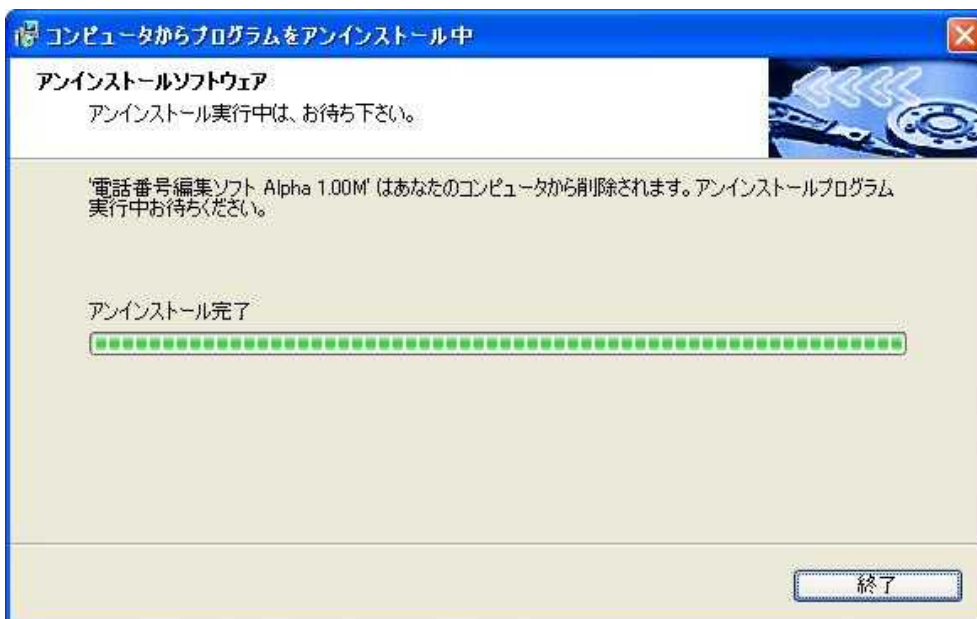 コンピュータからプログラムをアンインストール中
アンインストールソフトウェア
アンインストール実行中は、お待ち下さい。
'電話番号編集ソフト Alpha 1.00M' はあなたのコンピュータから削除されます。アンインストールプログラム
実行中お待ちください。
アンインストール完了
終了